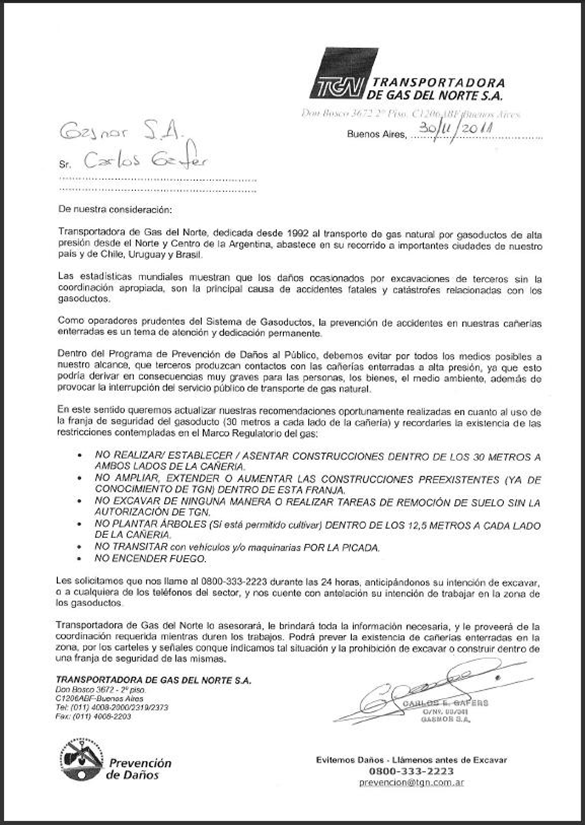 TGN TRANSPORTADORA
DE GAS DEL NORTE S.A.
Don Bosco 3672 2° Piso, C1206ABF Buenos Aires
Buenos Aires, 30/11/2011
Gasnor S.A.
Sr. Carlos Gafer
De nuestra consideración:
Transportadora de Gas del Norte, dedicada desde 1992 al transporte de gas natural por gasoductos de alta
presión desde el Norte y Centro de la Argentina, abastece en su recorrido a importantes ciudades de nuestro
país y de Chile, Uruguay y Brasil.
Las estadísticas mundiales muestran que los daños ocasionados por excavaciones de terceros sin la
coordinación apropiada, son la principal causa de accidentes fatales y catástrofes relacionadas con los
gasoductos.
Como operadores prudentes del Sistema de Gasoductos, la prevención de accidentes en nuestras cañerías
enterradas es un tema de atención y dedicación permanente.
Dentro del Programa de Prevención de Daños al Público, debemos evitar por todos los medios posibles a
nuestro alcance, que terceros produzcan contactos con las cañerías enterradas a alta presión, ya que esto
podría derivar en consecuencias muy graves para las personas, los bienes, el medio ambiente, además de
provocar la interrupción del servicio público de transporte de gas natural.
En este sentido queremos actualizar nuestras recomendaciones oportunamente realizadas en cuanto al uso de
la franja de seguridad del gasoducto (30 metros a cada lado de la cañería) y recordarles la existencia de las
restricciones contempladas en el Marco Regulatorio del gas:
• NO REALIZAR/ ESTABLECER / ASENTAR CONSTRUCCIONES DENTRO DE LOS 30 METROS A
AMBOS LADOS DE LA CAÑERIA.
• NO AMPLIAR, EXTENDER O AUMENTAR LAS CONSTRUCCIONES PREEXISTENTES (YA DE
CONOCIMIENTO DE TGN) DENTRO DE ESTA FRANJA.
• NO EXCAVAR DE NINGUNA MANERA O REALIZAR TAREAS DE REMOCIÓN DE SUELO SIN LA
AUTORIZACIÓN DE TGN.
• NO PLANTAR ÁRBOLES (Sí está permitido cultivar) DENTRO DE LOS 12,5 METROS A CADA LADO
DE LA CAÑERÍA.
• NO TRANSITAR con vehículos y/o maquinarias POR LA PICADA.
• NO ENCENDER FUEGO.
Les solicitamos que nos llame al 0800-333-2223 durante las 24 horas, anticipándonos su intención de excavar,
o a cualquiera de los teléfonos del sector, y nos cuente con antelación su intención de trabajar en la zona de
los gasoductos.
Transportadora de Gas del Norte lo asesorará, le brindará toda la información necesaria, y le proveerá de la
coordinación requerida mientras duren los trabajos. Podrá prever la existencia de cañerías enterradas en la
zona, por los carteles y señales conque indicamos tal situación y la prohibición de excavar o construir dentro de
una franja de seguridad de las mismas.
TRANSPORTADORA DE GAS DEL NORTE S.A.
Don Bosco 3672 - 2° piso.
C1206ABF-Buenos Aires
Tel: (011) 4008-2000/2319/2373
Fax: (011) 4008-2203
CARLOS E. GAFERS
GASNOR S.A.
Prevención
de Daños
Evitemos Daños - Llámenos antes de Excavar
0800-333-2223
prevencion@tgn.com.ar